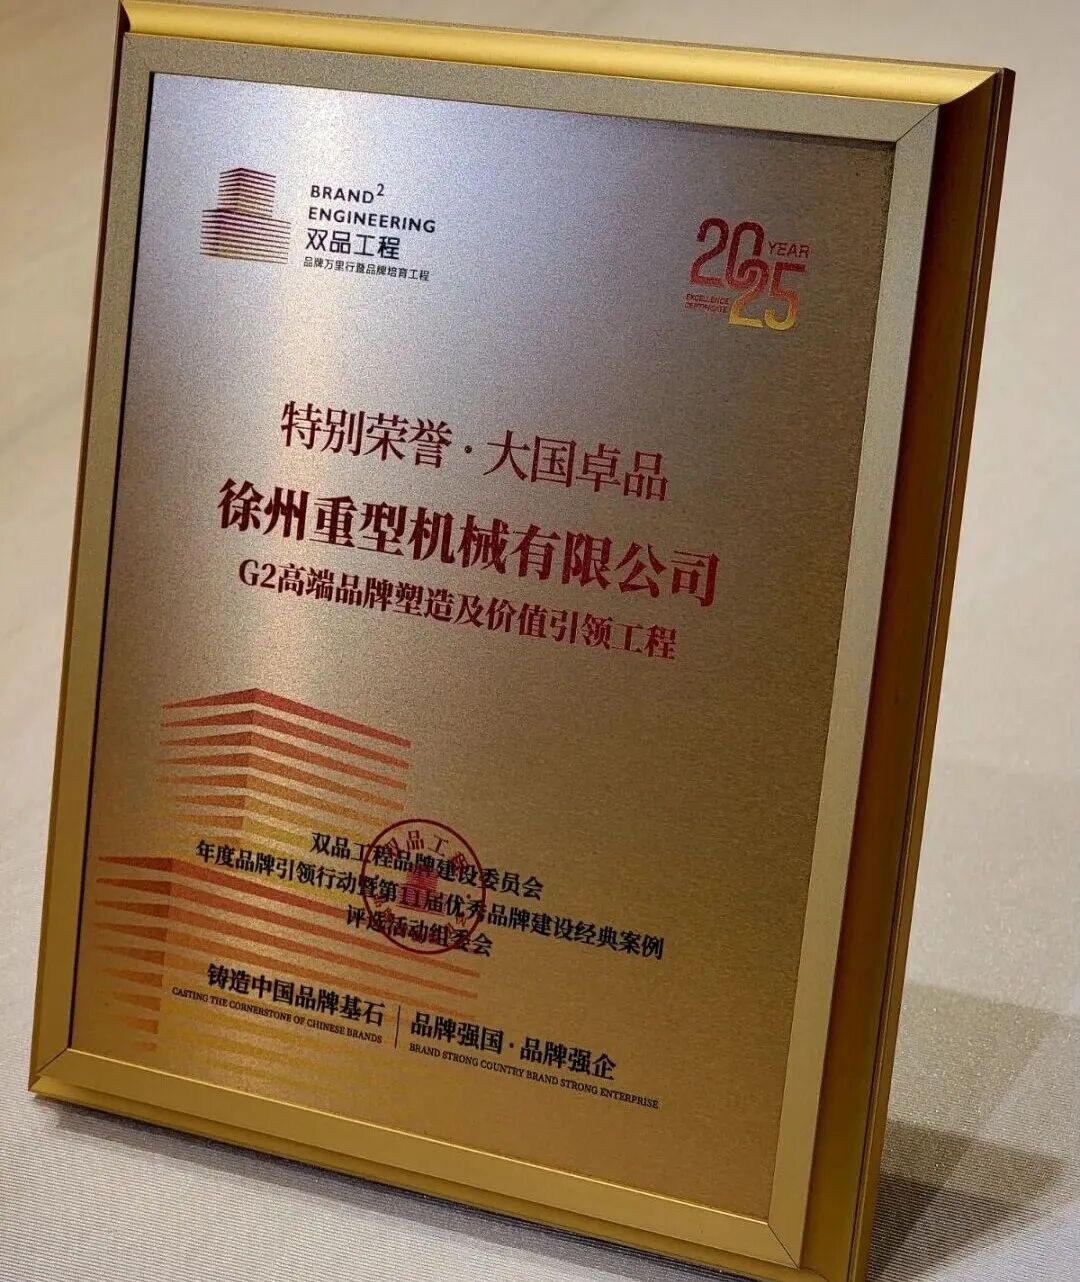 BRAND²
ENGINEERING
双品工程
品牌万里行暨品牌培育工程
2025 YEAR
EXCELLENCE
CERTIFICATE
特别荣誉·大国卓品
徐州重型机械有限公司
G2高端品牌塑造及价值引领工程
双品工程品牌建设委员会
年度品牌引领行动暨第11届优秀品牌建设经典案例
评选活动组委会
双品工程
铸造中国品牌基石
CASTING THE CORNERSTONE OF CHINESE BRANDS
品牌强国·品牌强企
BRAND STRONG COUNTRY BRAND STRONG ENTERPRISE